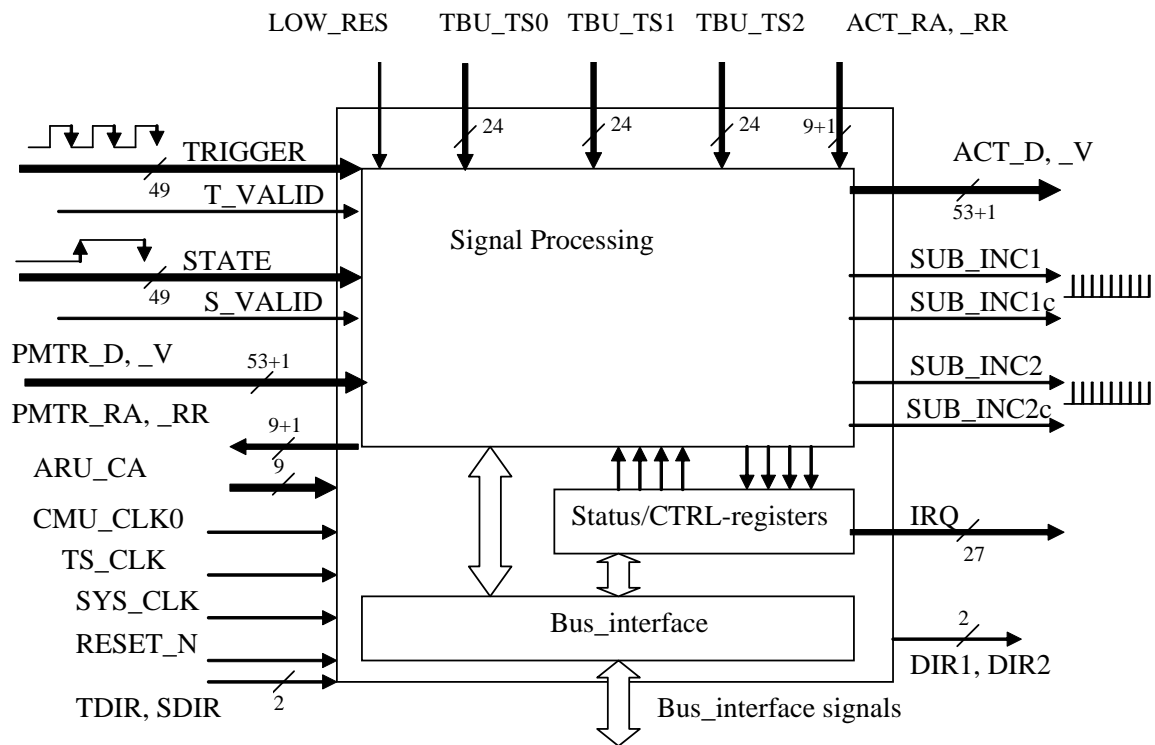 LOW_RES TBU_TS0 TBU_TS1 TBU_TS2 ACT_RA, _RR
24 24 24 9+1
TRIGGER
49
T_VALID
STATE
49
S_VALID
PMTR_D, _V
53+1
PMTR_RA, _RR
9+1
ARU_CA
9
CMU_CLK0
TS_CLK
SYS_CLK
RESET_N
TDIR, SDIR
2
Signal Processing
Status/CTRL-registers
Bus_interface
Bus_interface signals
ACT_D, _V
53+1
SUB_INC1
SUB_INC1c
SUB_INC2
SUB_INC2c
IRQ
27
2
DIR1, DIR2